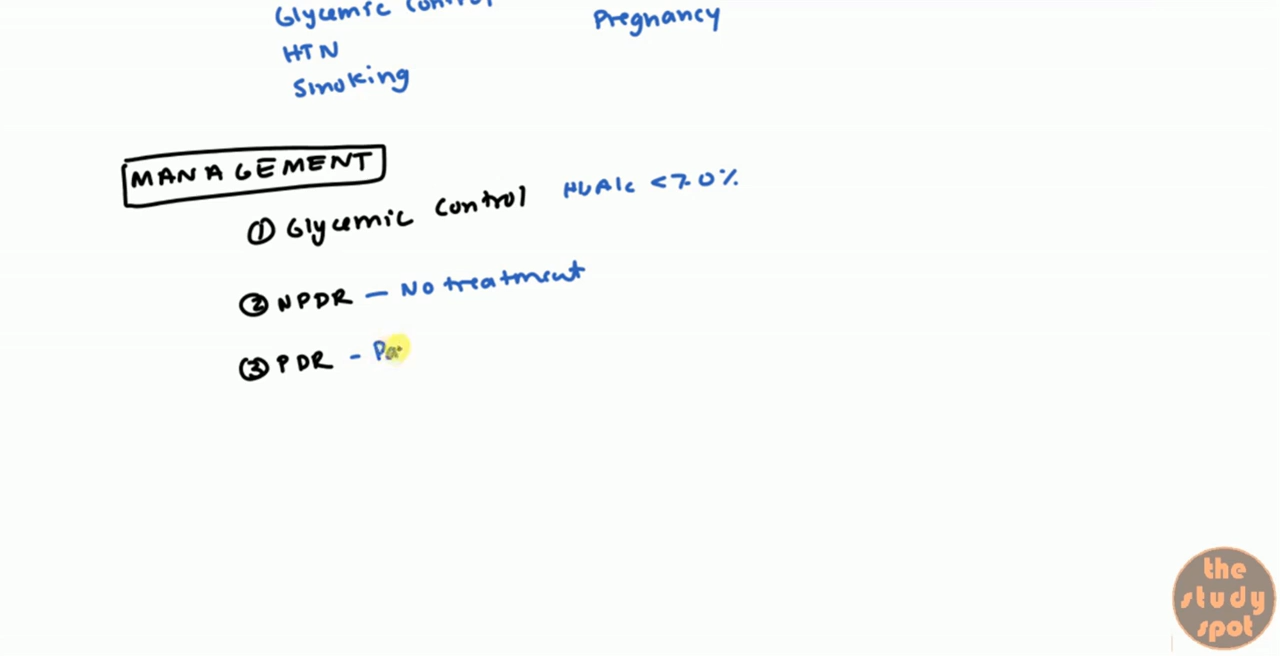 Glycemic control
Pregnancy
HTN
Smoking
MANAGEMENT
① Glycemic control HbA1c <7.0%
② NPDR — No treatment
③ PDR - Pa
the
study
spot